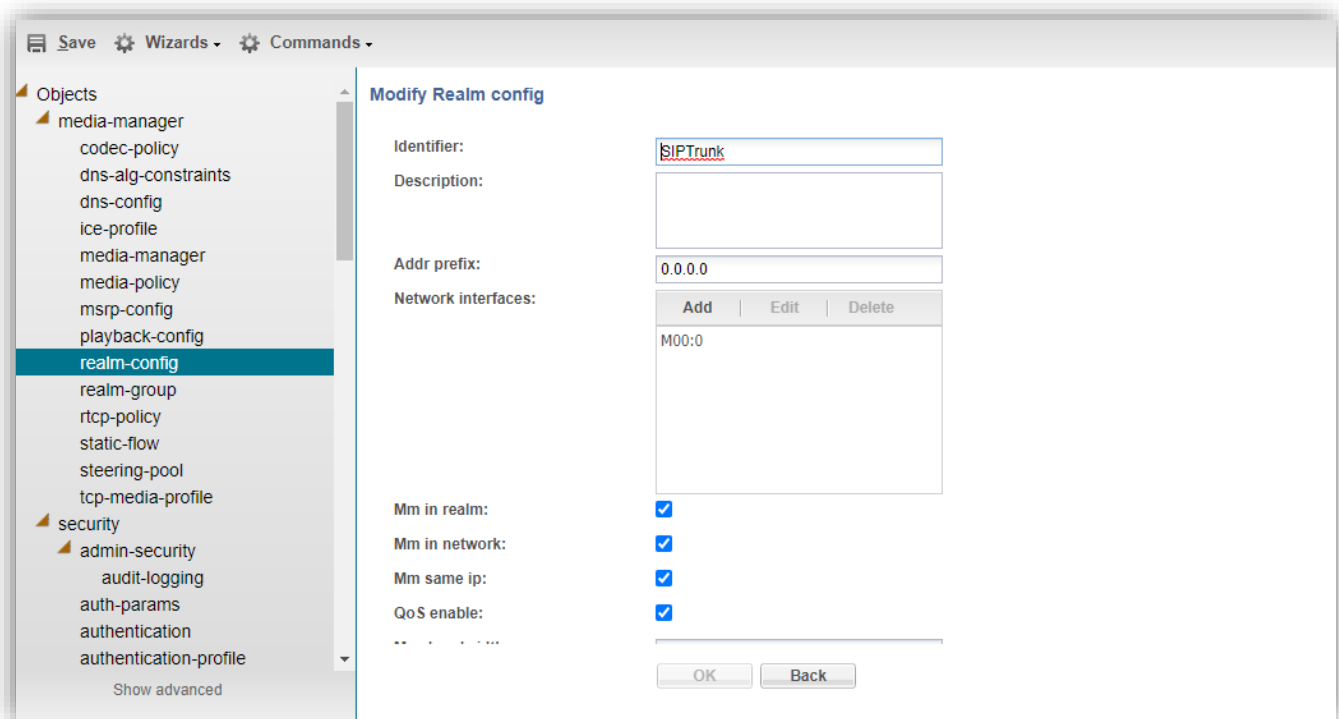 Save Wizards Commands
Objects
media-manager
codec-policy
dns-alg-constraints
dns-config
ice-profile
media-manager
media-policy
msrp-config
playback-config
realm-config
realm-group
rtcp-policy
static-flow
steering-pool
tcp-media-profile
security
admin-security
audit-logging
auth-params
authentication
authentication-profile
Show advanced
Modify Realm config
Identifier: SIPTrunk
Description:
Addr prefix: 0.0.0.0
Network interfaces: Add Edit Delete
M00:0
Mm in realm:
Mm in network:
Mm same ip:
QoS enable:
OK Back